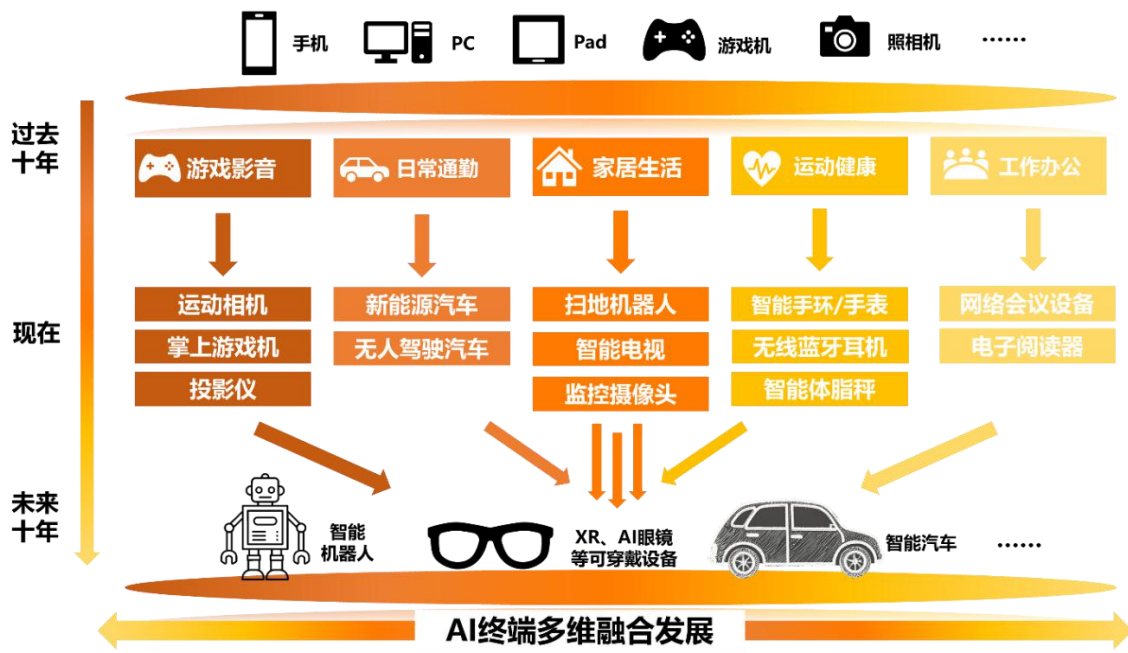 手机
PC
Pad
游戏机
照相机
……
过去
十年
游戏影音
日常通勤
家居生活
运动健康
工作办公
现在
运动相机
新能源汽车
扫地机器人
智能手环/手表
网络会议设备
掌上游戏机
无人驾驶汽车
智能电视
无线蓝牙耳机
电子阅读器
投影仪
监控摄像头
智能体脂秤
未来
十年
智能
机器人
XR、AI眼镜
等可穿戴设备
智能汽车
……
AI终端多维融合发展